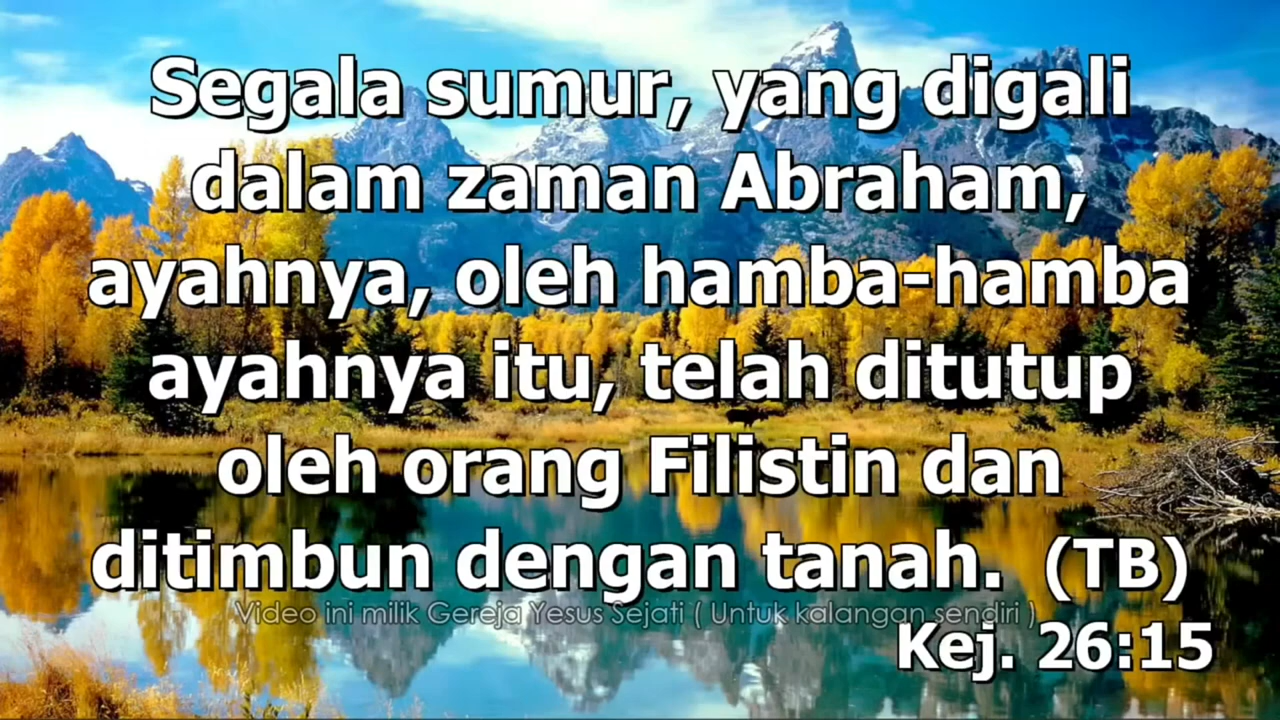 Segala sumur, yang digali
dalam zaman Abraham,
ayahnya, oleh hamba-hamba
ayahnya itu, telah ditutup
oleh orang Filistin dan
ditimbun dengan tanah. (TB)
Video ini milik Gereja Yesus Sejati ( Untuk kalangan sendiri )
Kej. 26:15